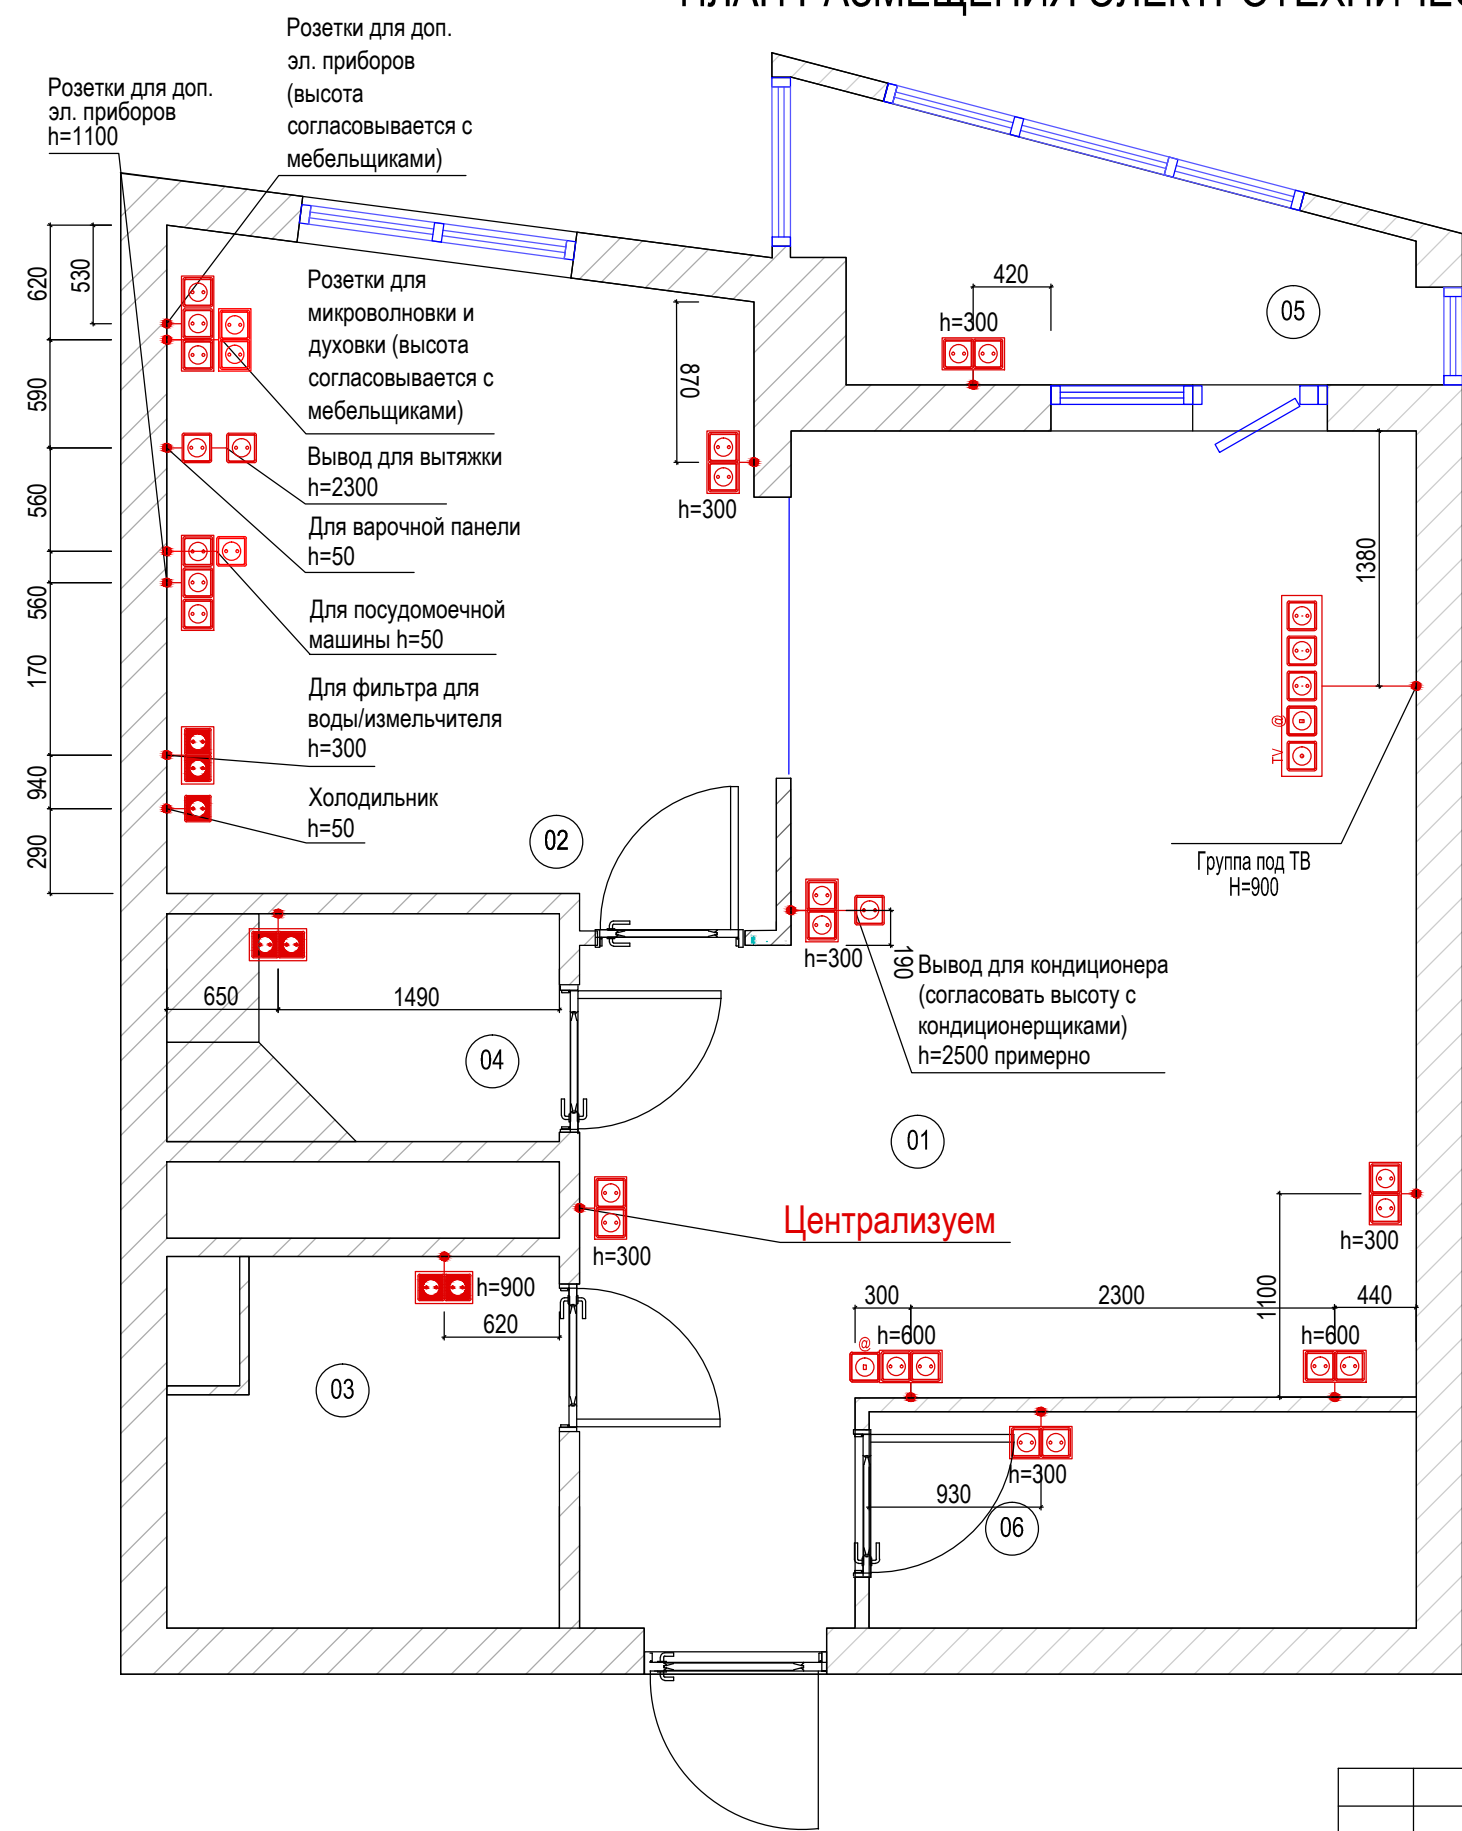 Розетки для доп.
эл. приборов
(высота
согласовывается с
мебельщиками)
Розетки для доп.
эл. приборов
h=1100
620
530
590
560
560
170
940
290
Розетки для
микроволновки и
духовки (высота
согласовывается с
мебельщиками)
Вывод для вытяжки
h=2300
Для варочной панели
h=50
Для посудомоечной
машины h=50
Для фильтра для
воды/измельчителя
h=300
Холодильник
h=50
02
870
h=300
420
h=300
05
1380
@
TV
Группа под ТВ
H=900
h=300
190
Вывод для кондиционера
(согласовать высоту с
кондиционерщиками)
h=2500 примерно
650
1490
04
01
Централизуем
h=300
h=300
1100
h=900
620
03
300
2300
440
@
h=600
h=600
h=300
930
06